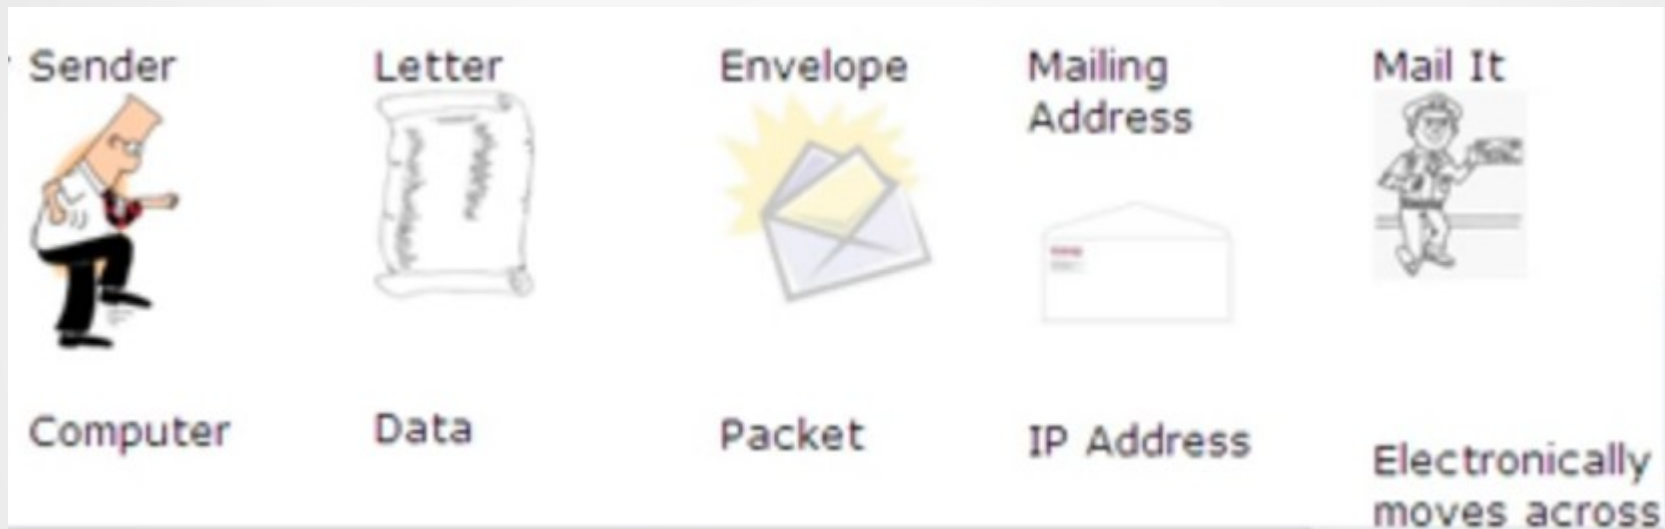 Sender
Letter
Envelope
Mailing
Address
Mail It
Computer
Data
Packet
IP Address
Electronically
moves across